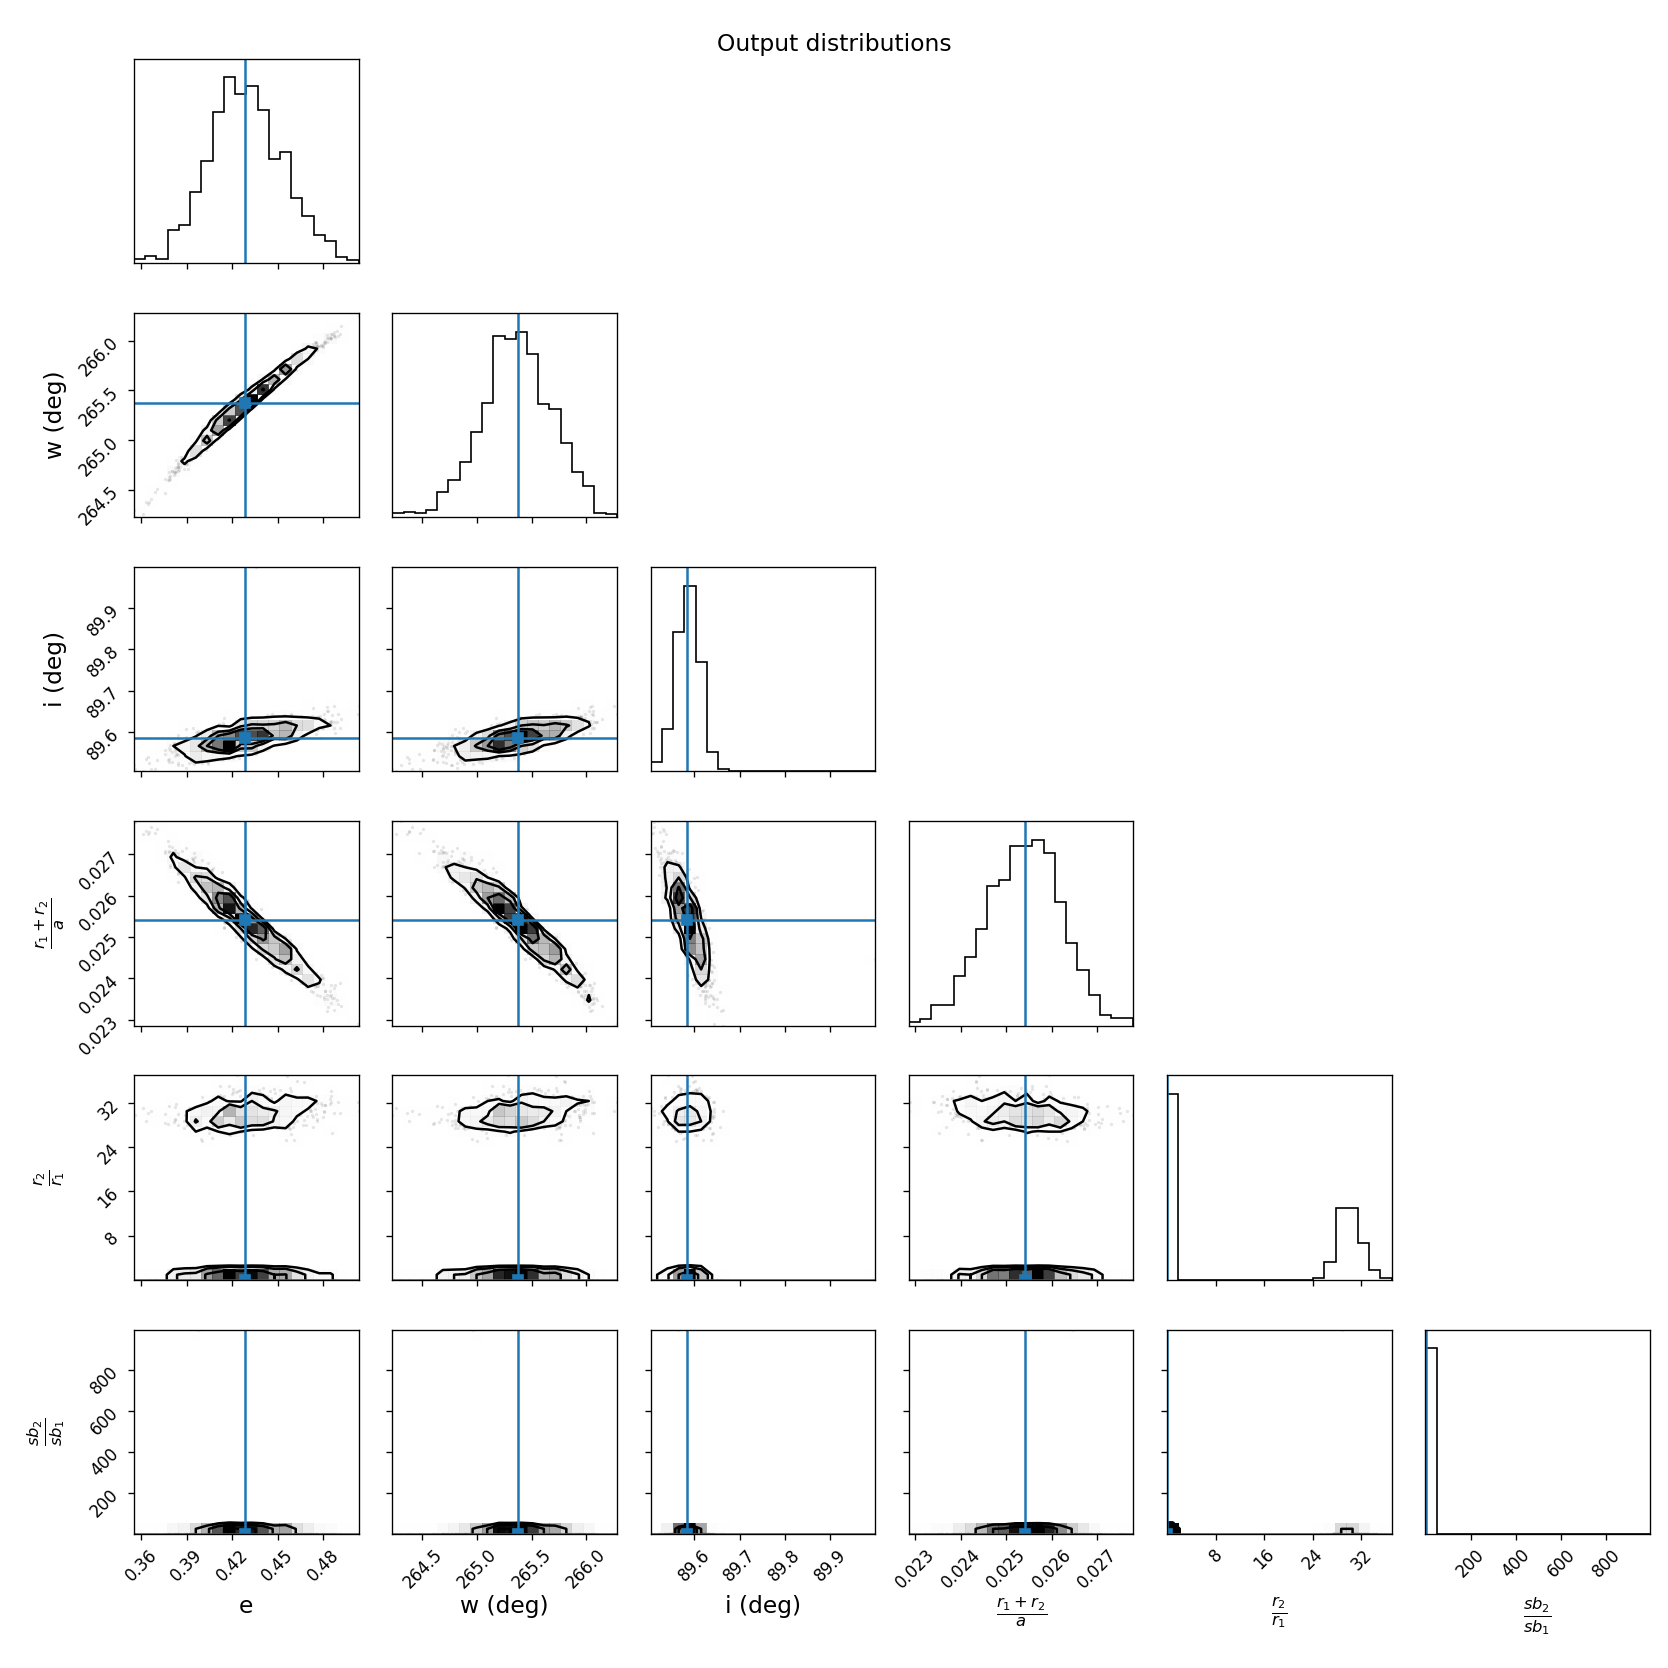 Output distributions
w (deg)
266.0
265.5
265.0
264.5
i (deg)
89.9
89.8
89.7
89.6
r₁ + r₂
a
0.027
0.026
0.025
0.024
0.023
r₂
r₁
32
24
16
8
sb₂
sb₁
800
600
400
200
0.36 0.39 0.42 0.45 0.48
264.5 265.0 265.5 266.0
89.6 89.7 89.8 89.9
0.023 0.024 0.025 0.026 0.027
8 16 24 32
200 400 600 800
e
w (deg)
i (deg)
r₁ + r₂
a
r₂
r₁
sb₂
sb₁